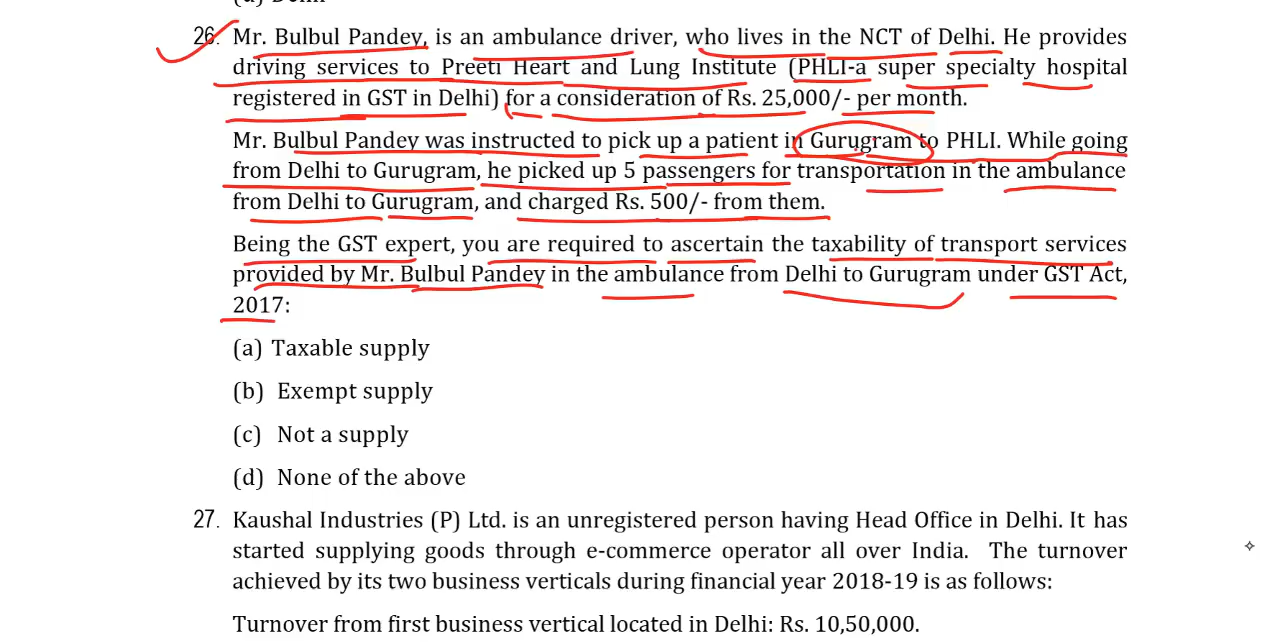 26. Mr. Bulbul Pandey, is an ambulance driver, who lives in the NCT of Delhi. He provides
driving services to Preeti Heart and Lung Institute (PHLI-a super specialty hospital
registered in GST in Delhi) for a consideration of Rs. 25,000/- per month.
Mr. Bulbul Pandey was instructed to pick up a patient in Gurugram to PHLI. While going
from Delhi to Gurugram, he picked up 5 passengers for transportation in the ambulance
from Delhi to Gurugram, and charged Rs. 500/- from them.
Being the GST expert, you are required to ascertain the taxability of transport services
provided by Mr. Bulbul Pandey in the ambulance from Delhi to Gurugram under GST Act,
2017:
(a) Taxable supply
(b) Exempt supply
(c) Not a supply
(d) None of the above
27. Kaushal Industries (P) Ltd. is an unregistered person having Head Office in Delhi. It has
started supplying goods through e-commerce operator all over India. The turnover
achieved by its two business verticals during financial year 2018-19 is as follows:
Turnover from first business vertical located in Delhi: Rs. 10,50,000.